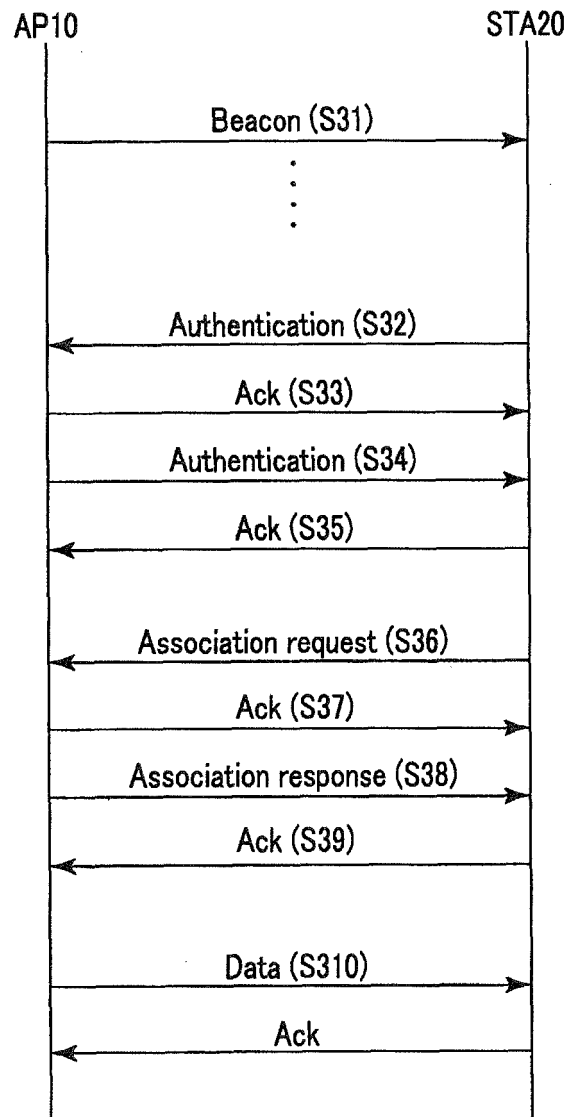 AP10 STA20
Beacon (S31)
Authentication (S32)
Ack (S33)
Authentication (S34)
Ack (S35)
Association request (S36)
Ack (S37)
Association response (S38)
Ack (S39)
Data (S310)
Ack